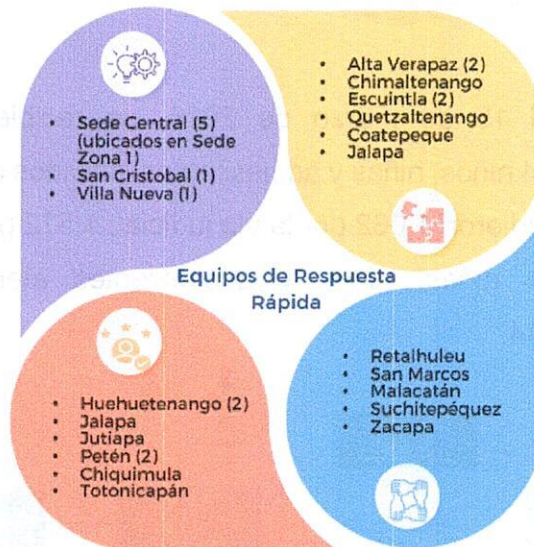 • Sede Central (5)
(ubicados en Sede
Zona 1)
• San Cristobal (1)
• Villa Nueva (1)
• Alta Verapaz (2)
• Chimaltenango
• Escuintla (2)
• Quetzaltenango
• Coatepeque
• Jalapa
Equipos de Respuesta
Rápida
• Huehuetenango (2)
• Jalapa
• Jutiapa
• Petén (2)
• Chiquimula
• Totonicapán
• Retalhuleu
• San Marcos
• Malacatán
• Suchitepéquez
• Zacapa